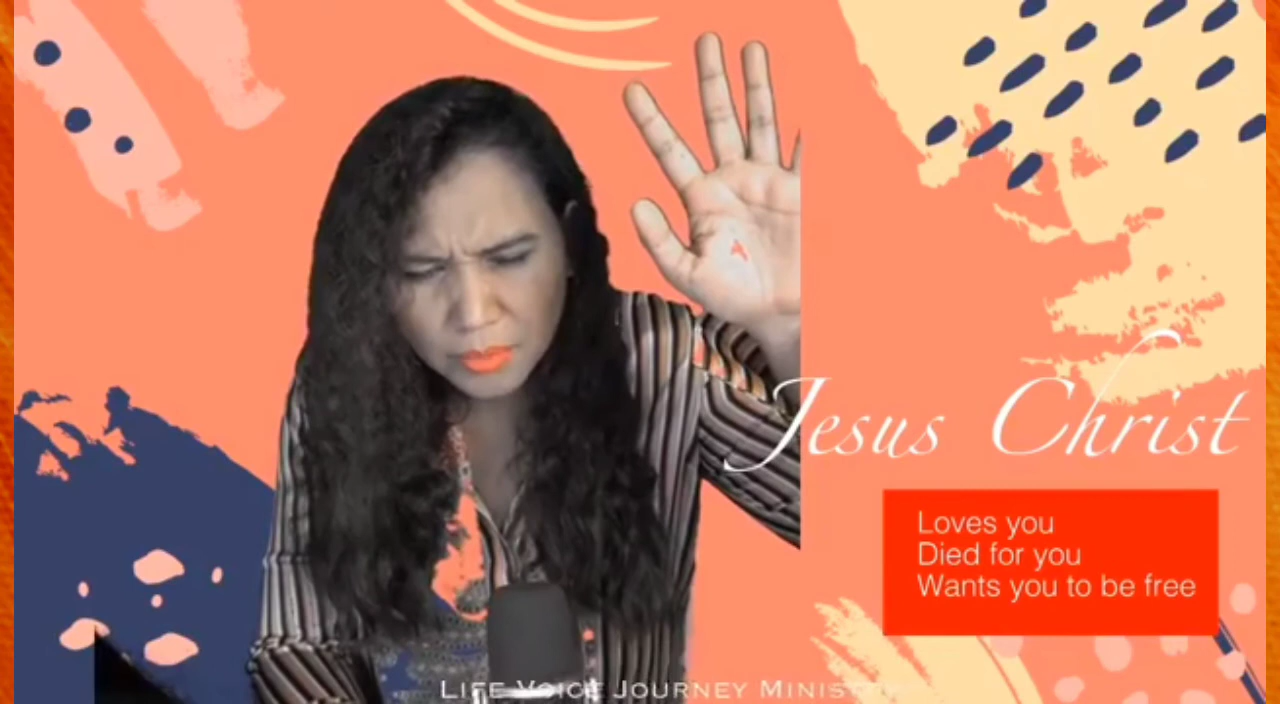 Jesus Christ
Loves you
Died for you
Wants you to be free
LIFE VOICE JOURNEY